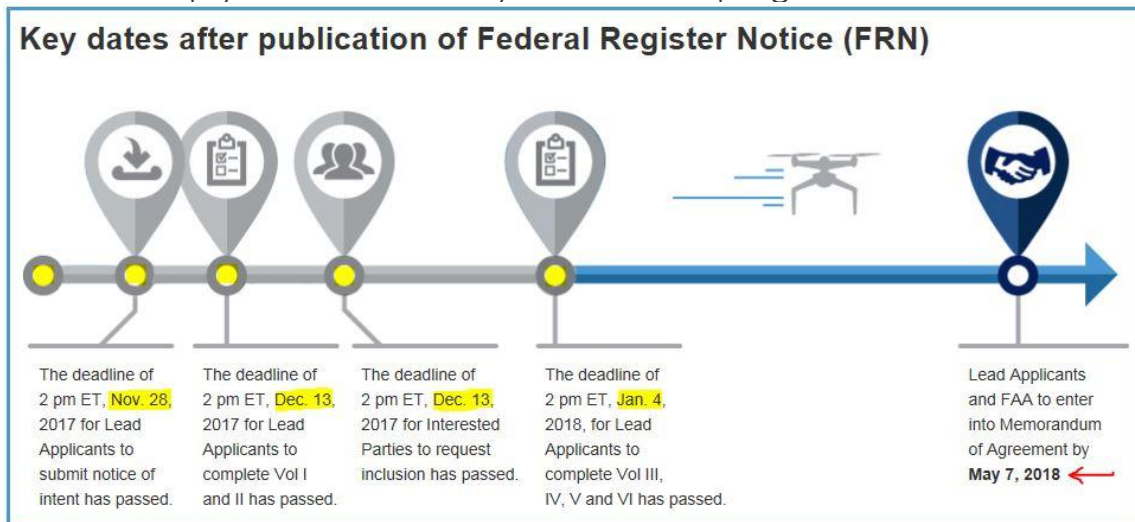 Key dates after publication of Federal Register Notice (FRN)
The deadline of
2 pm ET, Nov. 28,
2017 for Lead
Applicants to
submit notice of
intent has passed.
The deadline of
2 pm ET, Dec. 13,
2017 for Lead
Applicants to
complete Vol I
and II has passed.
The deadline of
2 pm ET, Dec. 13,
2017 for Interested
Parties to request
inclusion has passed.
The deadline of
2 pm ET, Jan. 4,
2018, for Lead
Applicants to
complete Vol III,
IV, V and VI has passed.
Lead Applicants
and FAA to enter
into Memorandum
of Agreement by
May 7, 2018